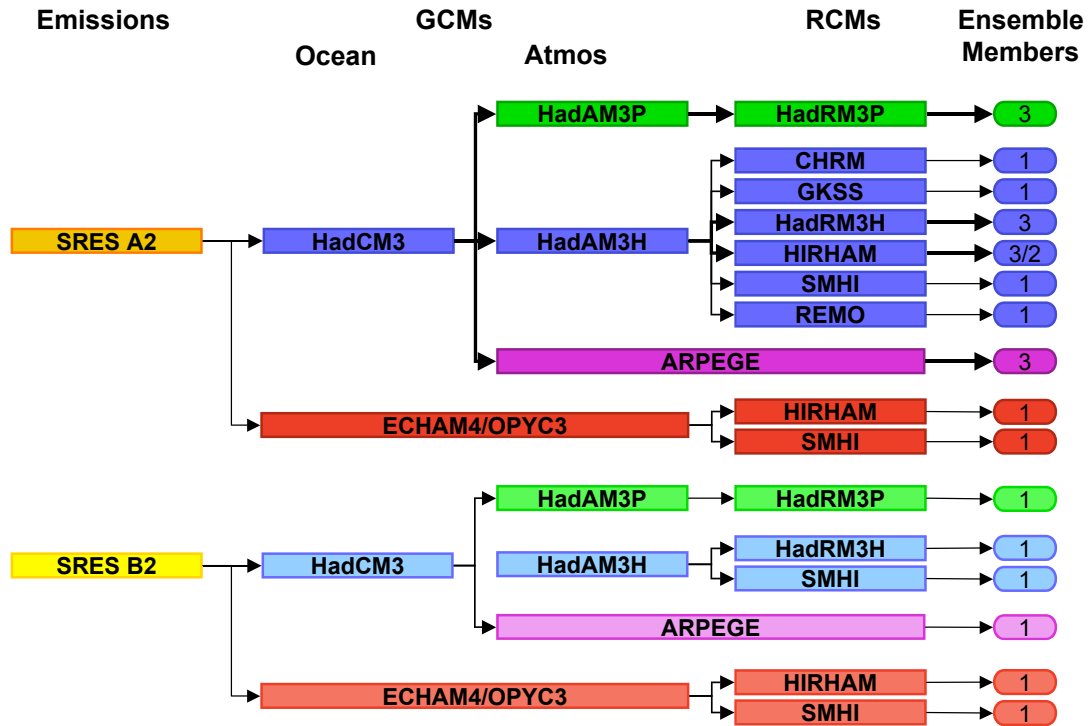 Emissions GCMs RCMs Ensemble
Ocean Atmos Members
HadAM3P HadRM3P 3
CHRM 1
GKSS 1
HadRM3H 3
SRES A2 HadCM3 HadAM3H HIRHAM 3/2
SMHI 1
REMO 1
ARPEGE 3
ECHAM4/OPYC3 HIRHAM 1
SMHI 1
HadAM3P HadRM3P 1
HadRM3H 1
SRES B2 HadCM3 HadAM3H
SMHI 1
ARPEGE 1
ECHAM4/OPYC3 HIRHAM 1
SMHI 1